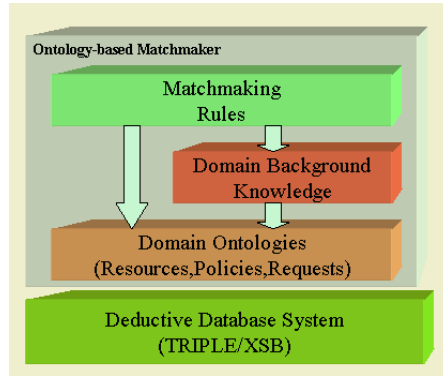 Ontology-based Matchmaker
Matchmaking
Rules
Domain Background
Knowledge
Domain Ontologies
(Resources,Policies,Requests)
Deductive Database System
(TRIPLE/XSB)